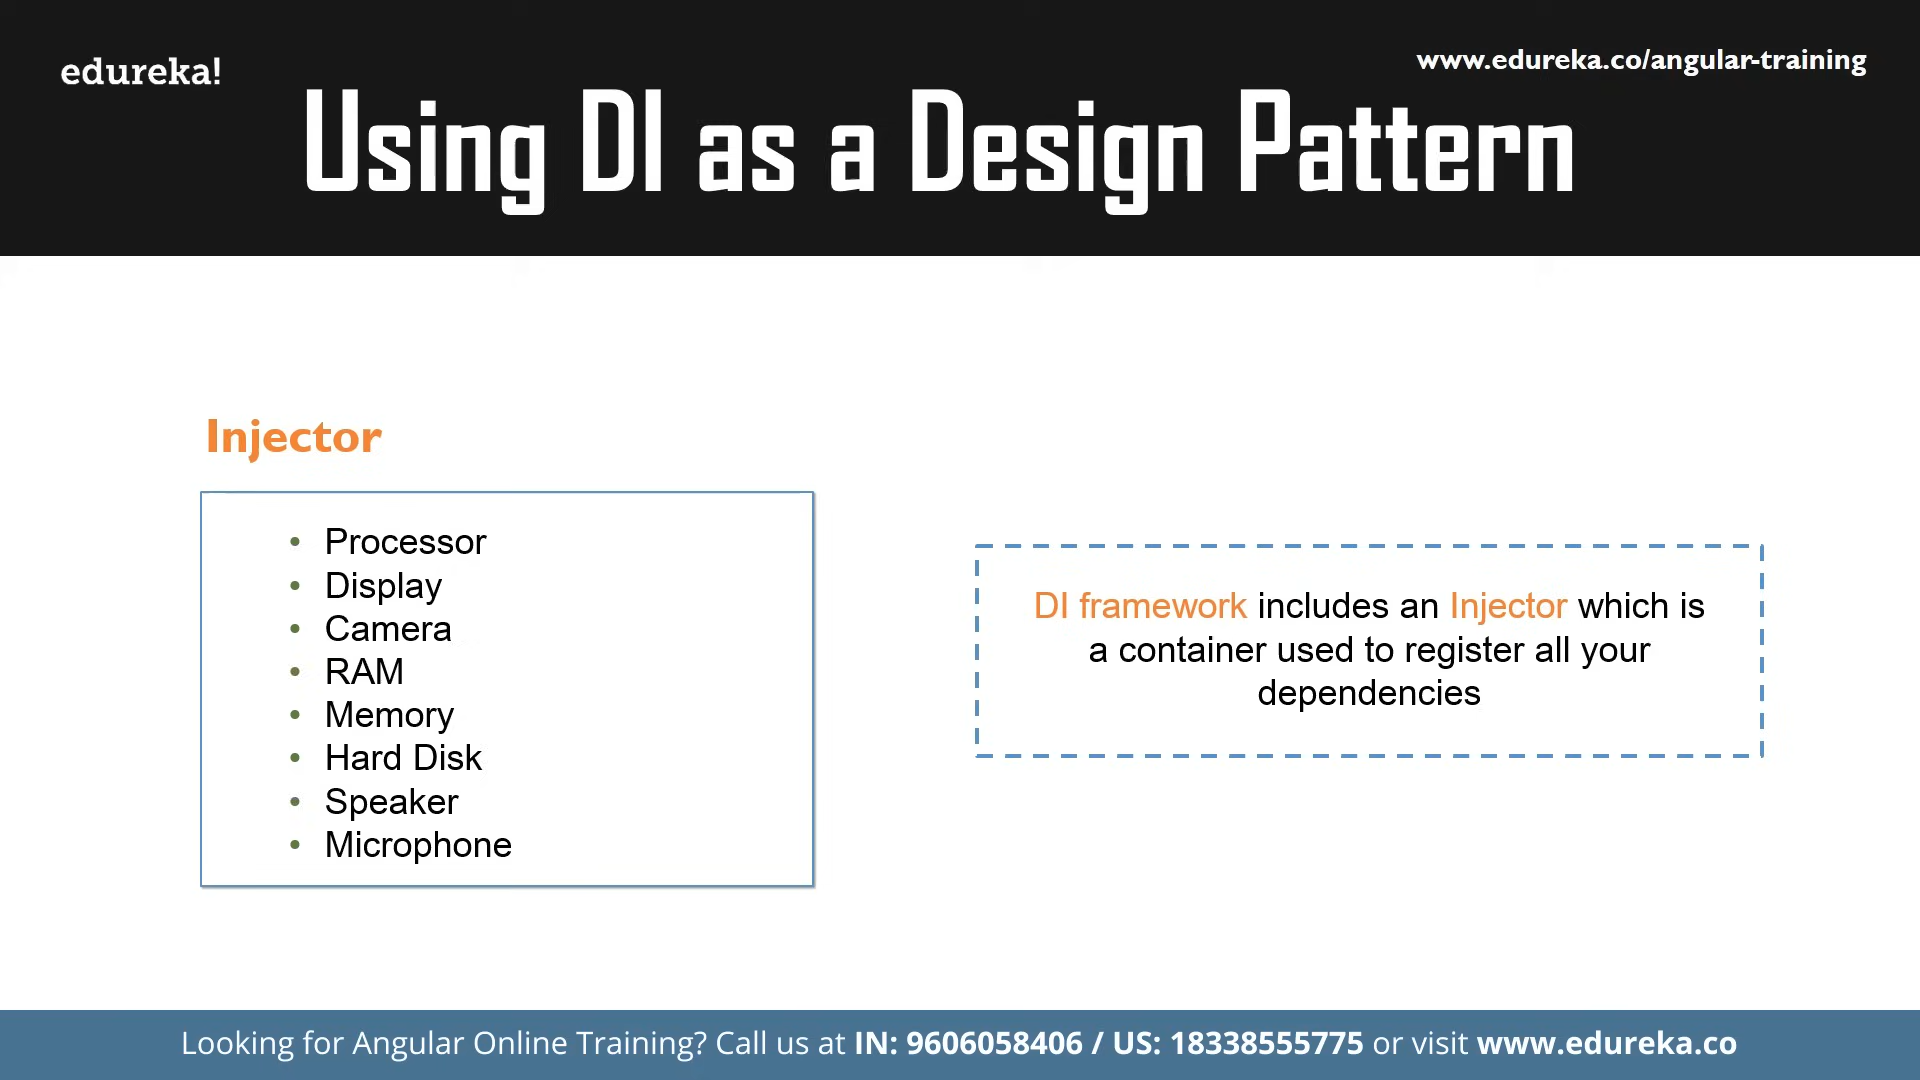 edureka!
www.edureka.co/angular-training
Using DI as a Design Pattern
Injector
• Processor
• Display
• Camera
• RAM
• Memory
• Hard Disk
• Speaker
• Microphone
DI framework includes an Injector which is
a container used to register all your
dependencies
Looking for Angular Online Training? Call us at IN: 9606058406 / US: 18338555775 or visit www.edureka.co